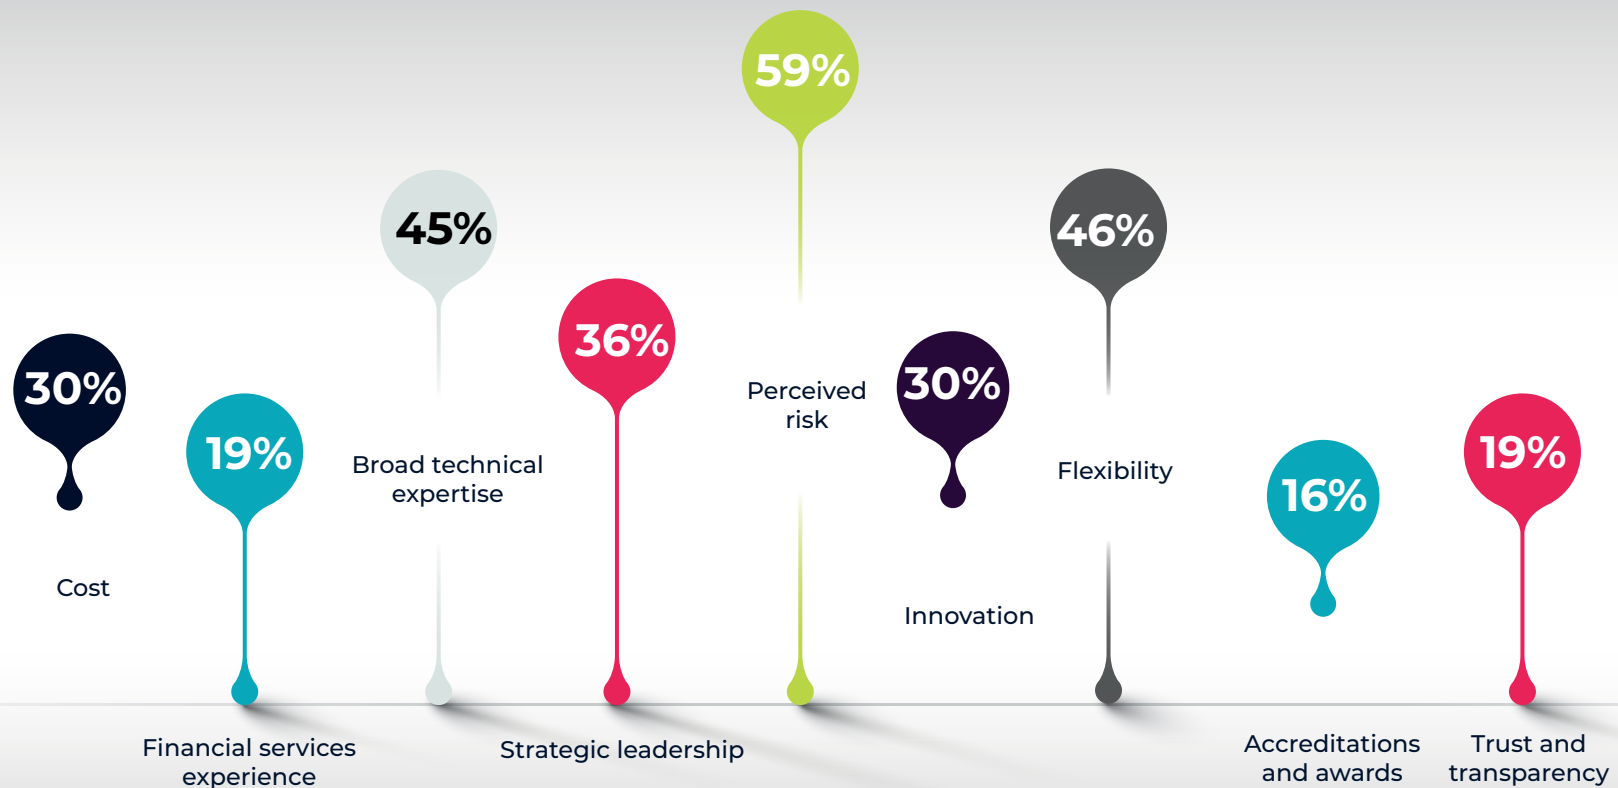 30%
Cost
19%
Financial services
experience
45%
Broad technical
expertise
36%
Strategic leadership
59%
Perceived
risk
30%
Innovation
46%
Flexibility
16%
Accreditations
and awards
19%
Trust and
transparency